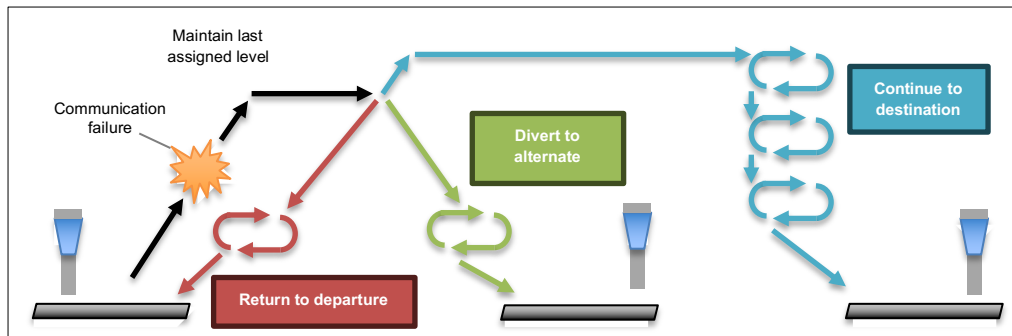 Maintain last
assigned level
Communication
failure
Continue to
destination
Divert to
alternate
Return to departure